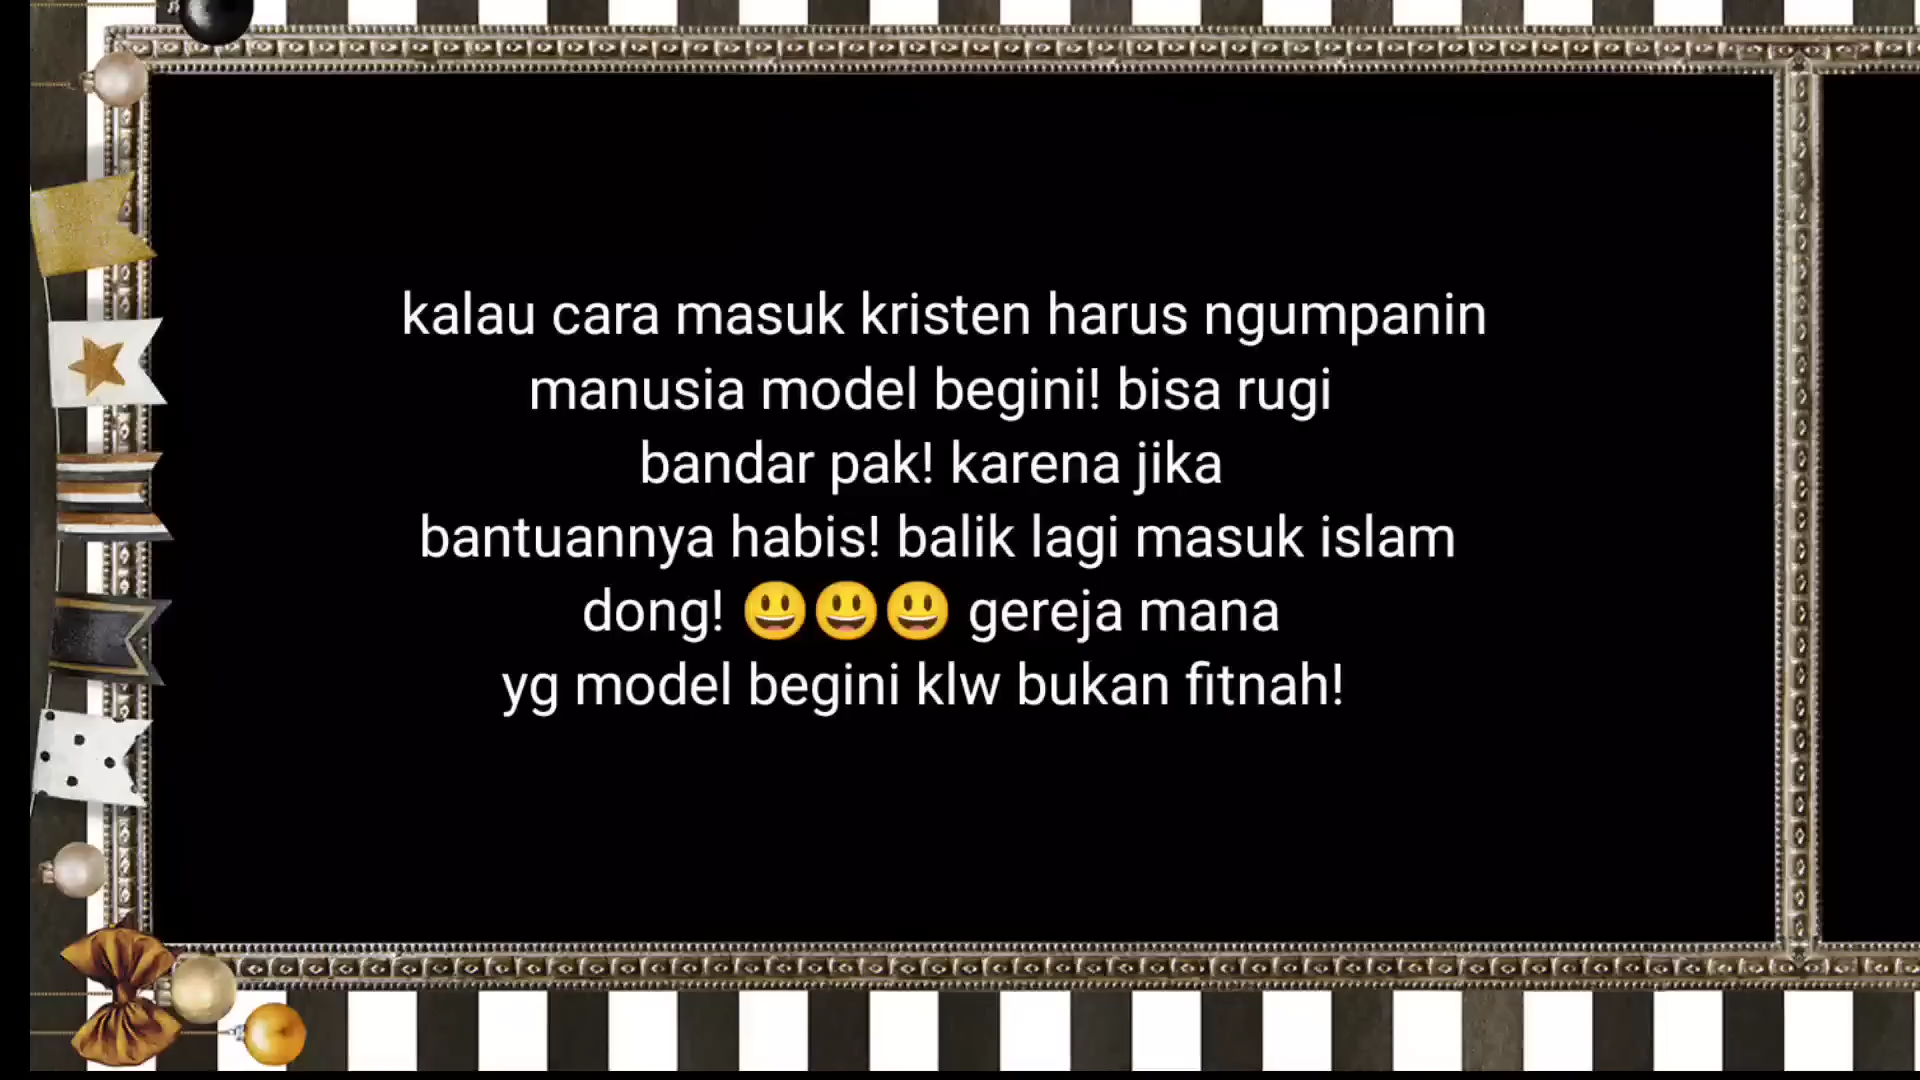 kalau cara masuk kristen harus ngumpanin
manusia model begini! bisa rugi
bandar pak! karena jika
bantuannya habis! balik lagi masuk islam
dong! 😃😃😃 gereja mana
yg model begini klw bukan fitnah!